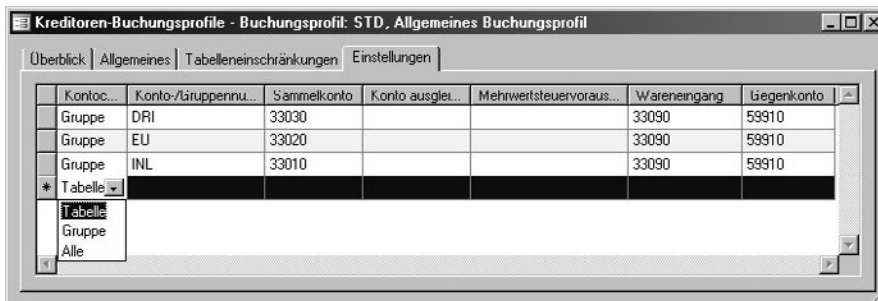 Kreditoren-Buchungsprofile - Buchungsprofil: STD, Allgemeines Buchungsprofil
Überblick Allgemeines Tabelleneinschränkungen Einstellungen
Kontoc... Konto-/Gruppennu... Sammelkonto Konto ausglei... Mehrwertsteuervoraus... Wareneingang Gegenkonto
Gruppe DRI 33030 33090 59910
Gruppe EU 33020 33090 59910
Gruppe INL 33010 33090 59910
* Tabelle
Tabelle
Gruppe
Alle